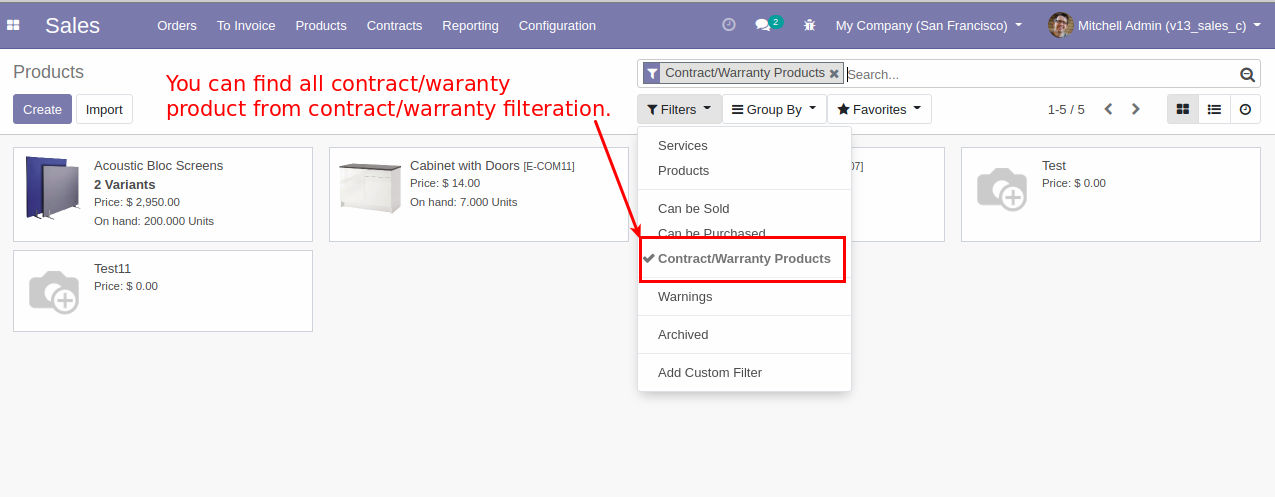 Sales
Orders To Invoice Products Contracts Reporting Configuration
2
My Company (San Francisco)
Mitchell Admin (v13_sales_c)
Products
You can find all contract/waranty
product from contract/warranty filteration.
Contract/Warranty Products
Search...
Create Import
Filters Group By Favorites
1-5 / 5
Acoustic Bloc Screens
2 Variants
Price: $ 2,950.00
On hand: 200.000 Units
Cabinet with Doors [E-COM11]
Price: $ 14.00
On hand: 7.000 Units
07]
Test
Price: $ 0.00
Test11
Price: $ 0.00
Services
Products
Can be Sold
Can be Purchased
Contract/Warranty Products
Warnings
Archived
Add Custom Filter